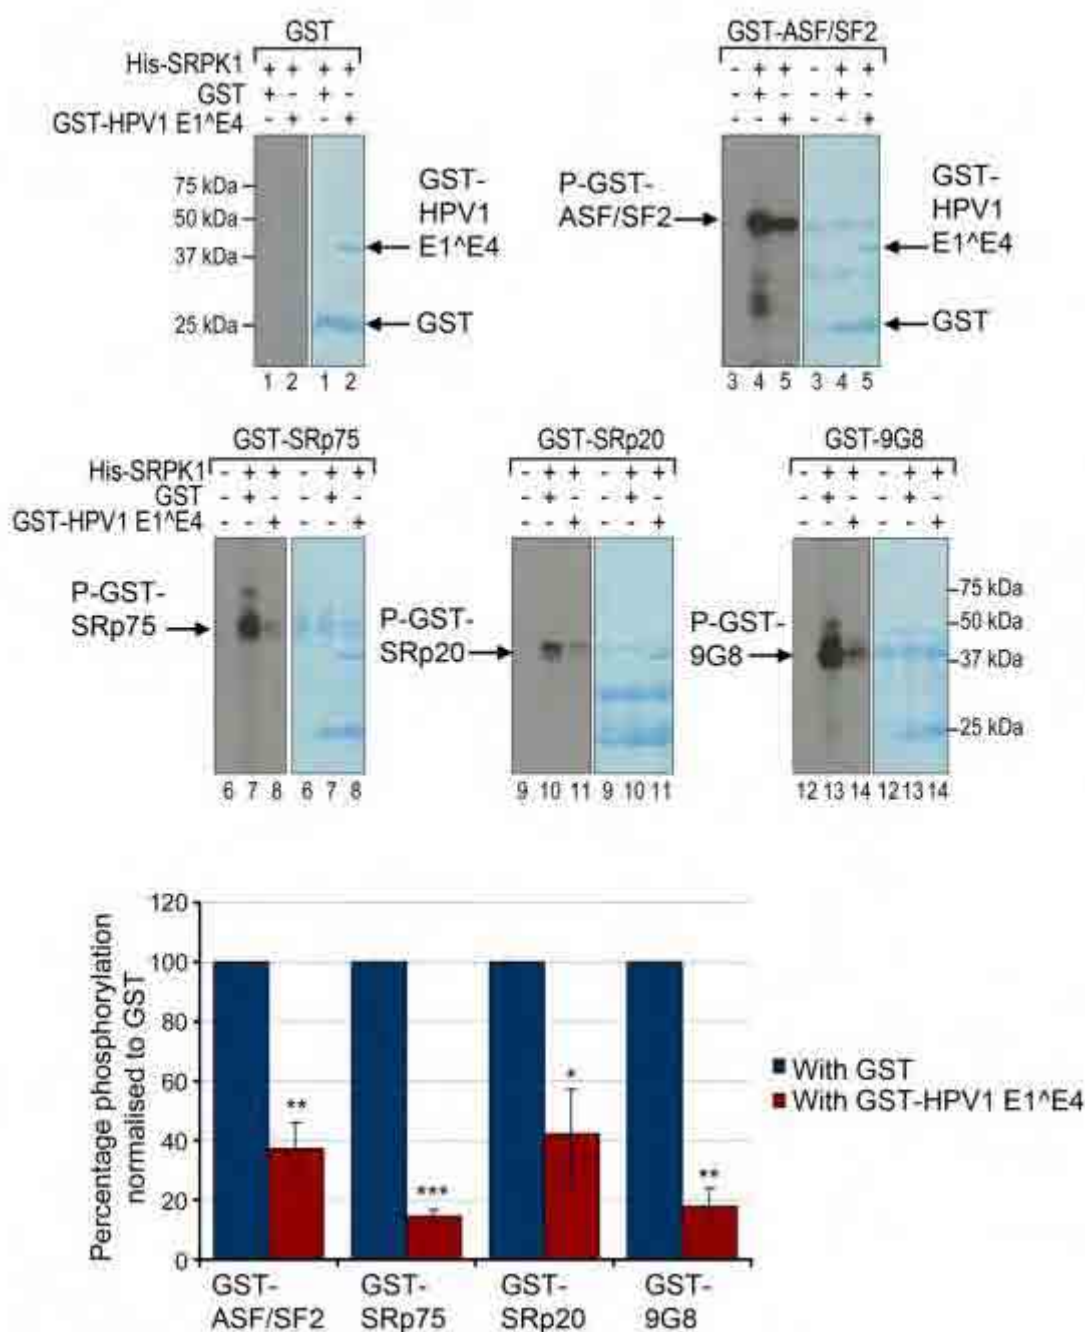 GST
His-SRPK1 + + + +
GST + - + -
GST-HPV1 E1^E4 - + - +
75 kDa
50 kDa
37 kDa
25 kDa
GST-
HPV1
E1^E4
GST
1 2 1 2
GST-ASF/SF2
- + + - + +
- + - - + -
- - + - - +
P-GST-
ASF/SF2
GST-
HPV1
E1^E4
GST
3 4 5 3 4 5
GST-SRp75
His-SRPK1 - + + - + +
GST - + - - + -
GST-HPV1 E1^E4 - - + - - +
P-GST-
SRp75
6 7 8 6 7 8
GST-SRp20
- + + - + +
- + - - + -
- - + - - +
P-GST-
SRp20
9 10 11 9 10 11
GST-9G8
- + + - + +
- + - - + -
- - + - - +
P-GST-
9G8
75 kDa
50 kDa
37 kDa
25 kDa
12 13 14 12 13 14
Percentage phosphorylation
normalised to GST
120
100
80
60
40
20
0
**
***
*
**
With GST
With GST-HPV1 E1^E4
GST-
ASF/SF2
GST-
SRp75
GST-
SRp20
GST-
9G8